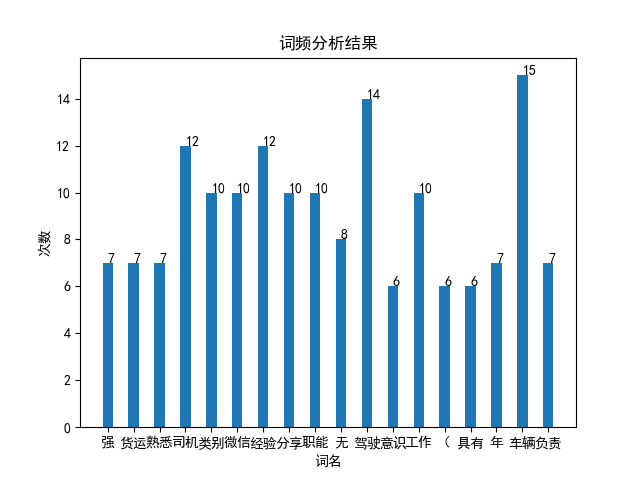 词频分析结果
次数
14
12
10
8
6
4
2
0
7 7 7 12 10 10 12 10 10 8 14 6 10 6 6 7 15 7
强 货运 熟悉 司机 类别 微信 经验 分享 职能 无 驾驶 意识 工作 （ 具有 年 车辆 负责
词名